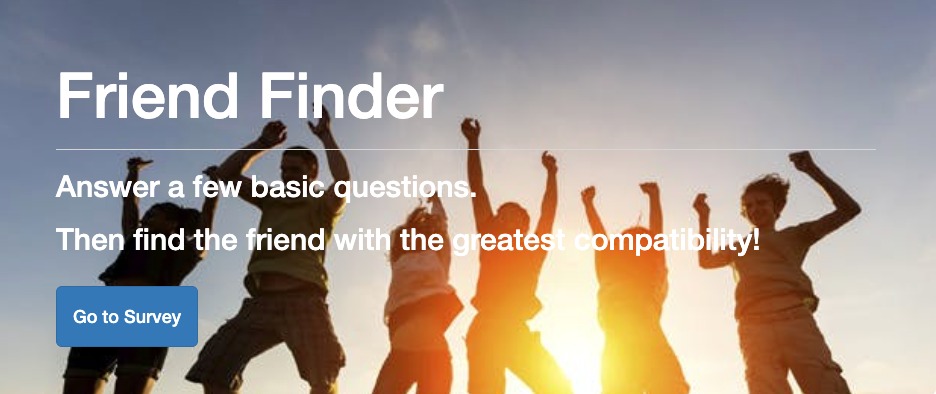 Friend Finder
Answer a few basic questions.
Then find the friend with the greatest compatibility!
Go to Survey